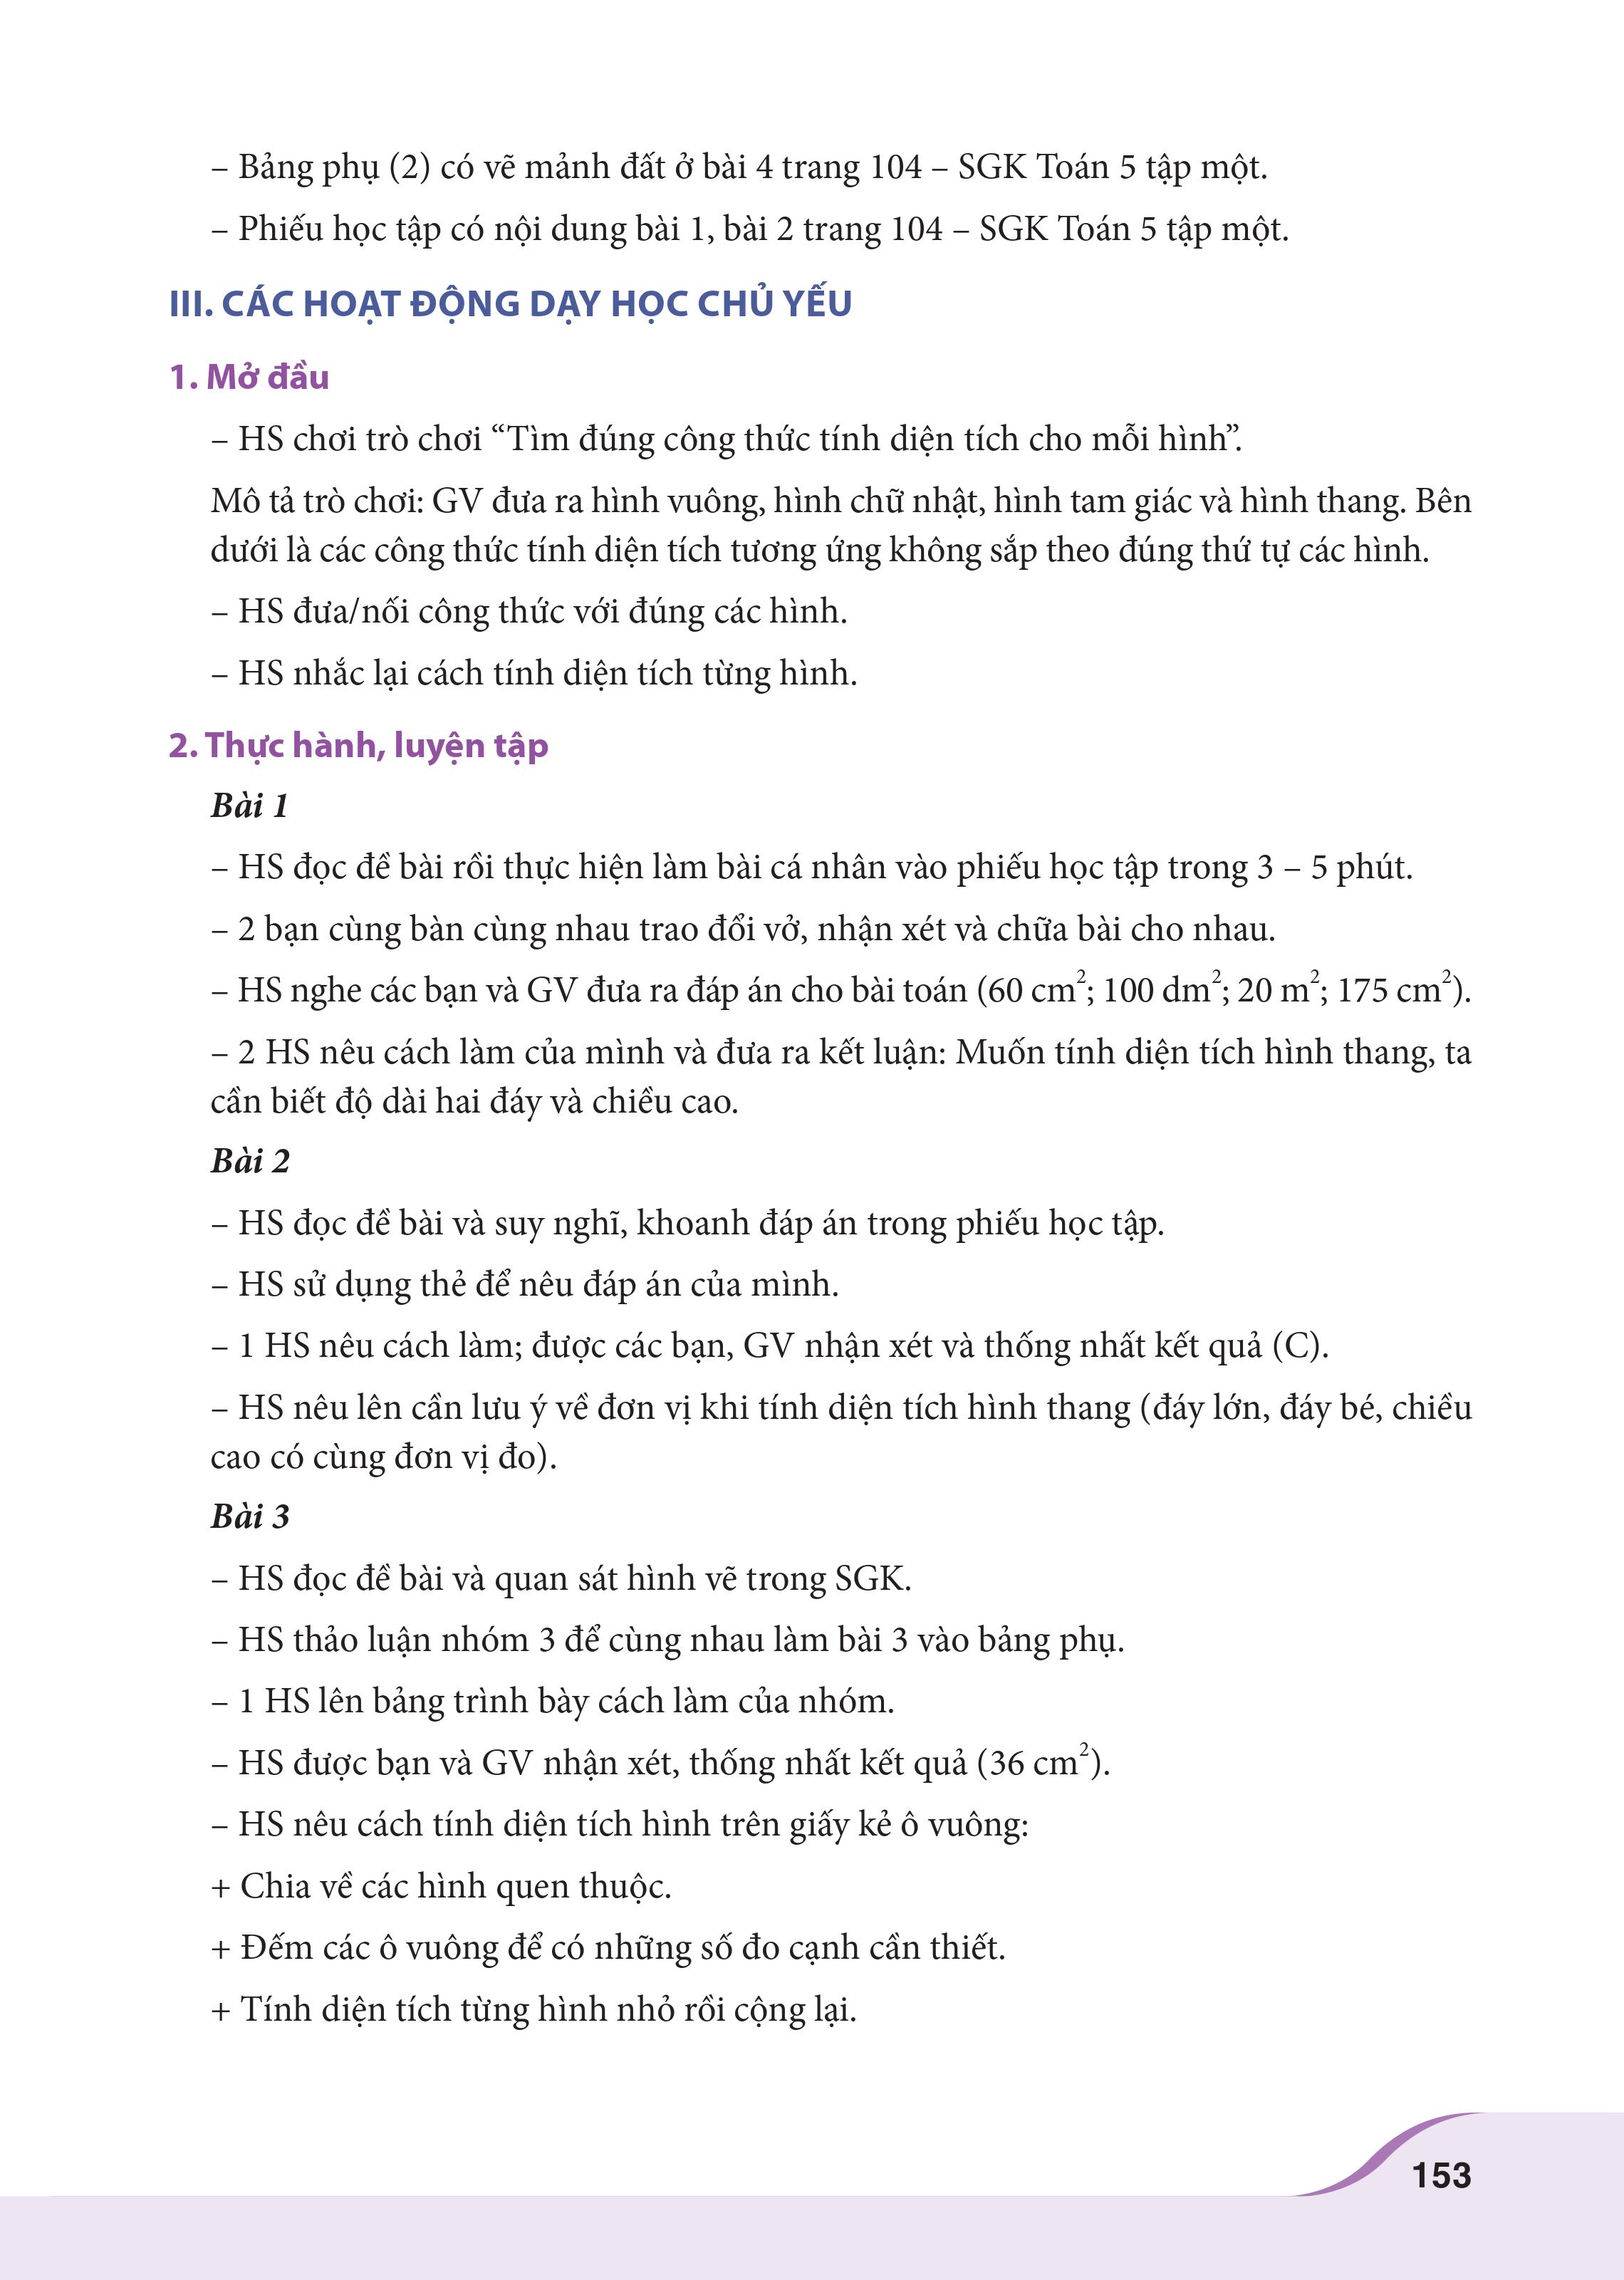 – Bảng phụ (2) có vẽ mảnh đất ở bài 4 trang 104 – SGK Toán 5 tập một.
– Phiếu học tập có nội dung bài 1, bài 2 trang 104 – SGK Toán 5 tập một.
III. CÁC HOẠT ĐỘNG DẠY HỌC CHỦ YẾU
1. Mở đầu
– HS chơi trò chơi “Tìm đúng công thức tính diện tích cho mỗi hình”.
Mô tả trò chơi: GV đưa ra hình vuông, hình chữ nhật, hình tam giác và hình thang. Bên
dưới là các công thức tính diện tích tương ứng không sắp theo đúng thứ tự các hình.
– HS đưa/nối công thức với đúng các hình.
– HS nhắc lại cách tính diện tích từng hình.
2. Thực hành, luyện tập
Bài 1
– HS đọc đề bài rồi thực hiện làm bài cá nhân vào phiếu học tập trong 3 – 5 phút.
– 2 bạn cùng bàn cùng nhau trao đổi vở, nhận xét và chữa bài cho nhau.
– HS nghe các bạn và GV đưa ra đáp án cho bài toán (60 cm²; 100 dm²; 20 m²; 175 cm²).
– 2 HS nêu cách làm của mình và đưa ra kết luận: Muốn tính diện tích hình thang, ta
cần biết độ dài hai đáy và chiều cao.
Bài 2
– HS đọc đề bài và suy nghĩ, khoanh đáp án trong phiếu học tập.
– HS sử dụng thẻ để nêu đáp án của mình.
– 1 HS nêu cách làm; được các bạn, GV nhận xét và thống nhất kết quả (C).
– HS nêu lên cần lưu ý về đơn vị khi tính diện tích hình thang (đáy lớn, đáy bé, chiều
cao có cùng đơn vị đo).
Bài 3
– HS đọc đề bài và quan sát hình vẽ trong SGK.
– HS thảo luận nhóm 3 để cùng nhau làm bài 3 vào bảng phụ.
– 1 HS lên bảng trình bày cách làm của nhóm.
– HS được bạn và GV nhận xét, thống nhất kết quả (36 cm²).
– HS nêu cách tính diện tích hình trên giấy kẻ ô vuông:
+ Chia về các hình quen thuộc.
+ Đếm các ô vuông để có những số đo cạnh cần thiết.
+ Tính diện tích từng hình nhỏ rồi cộng lại.
153